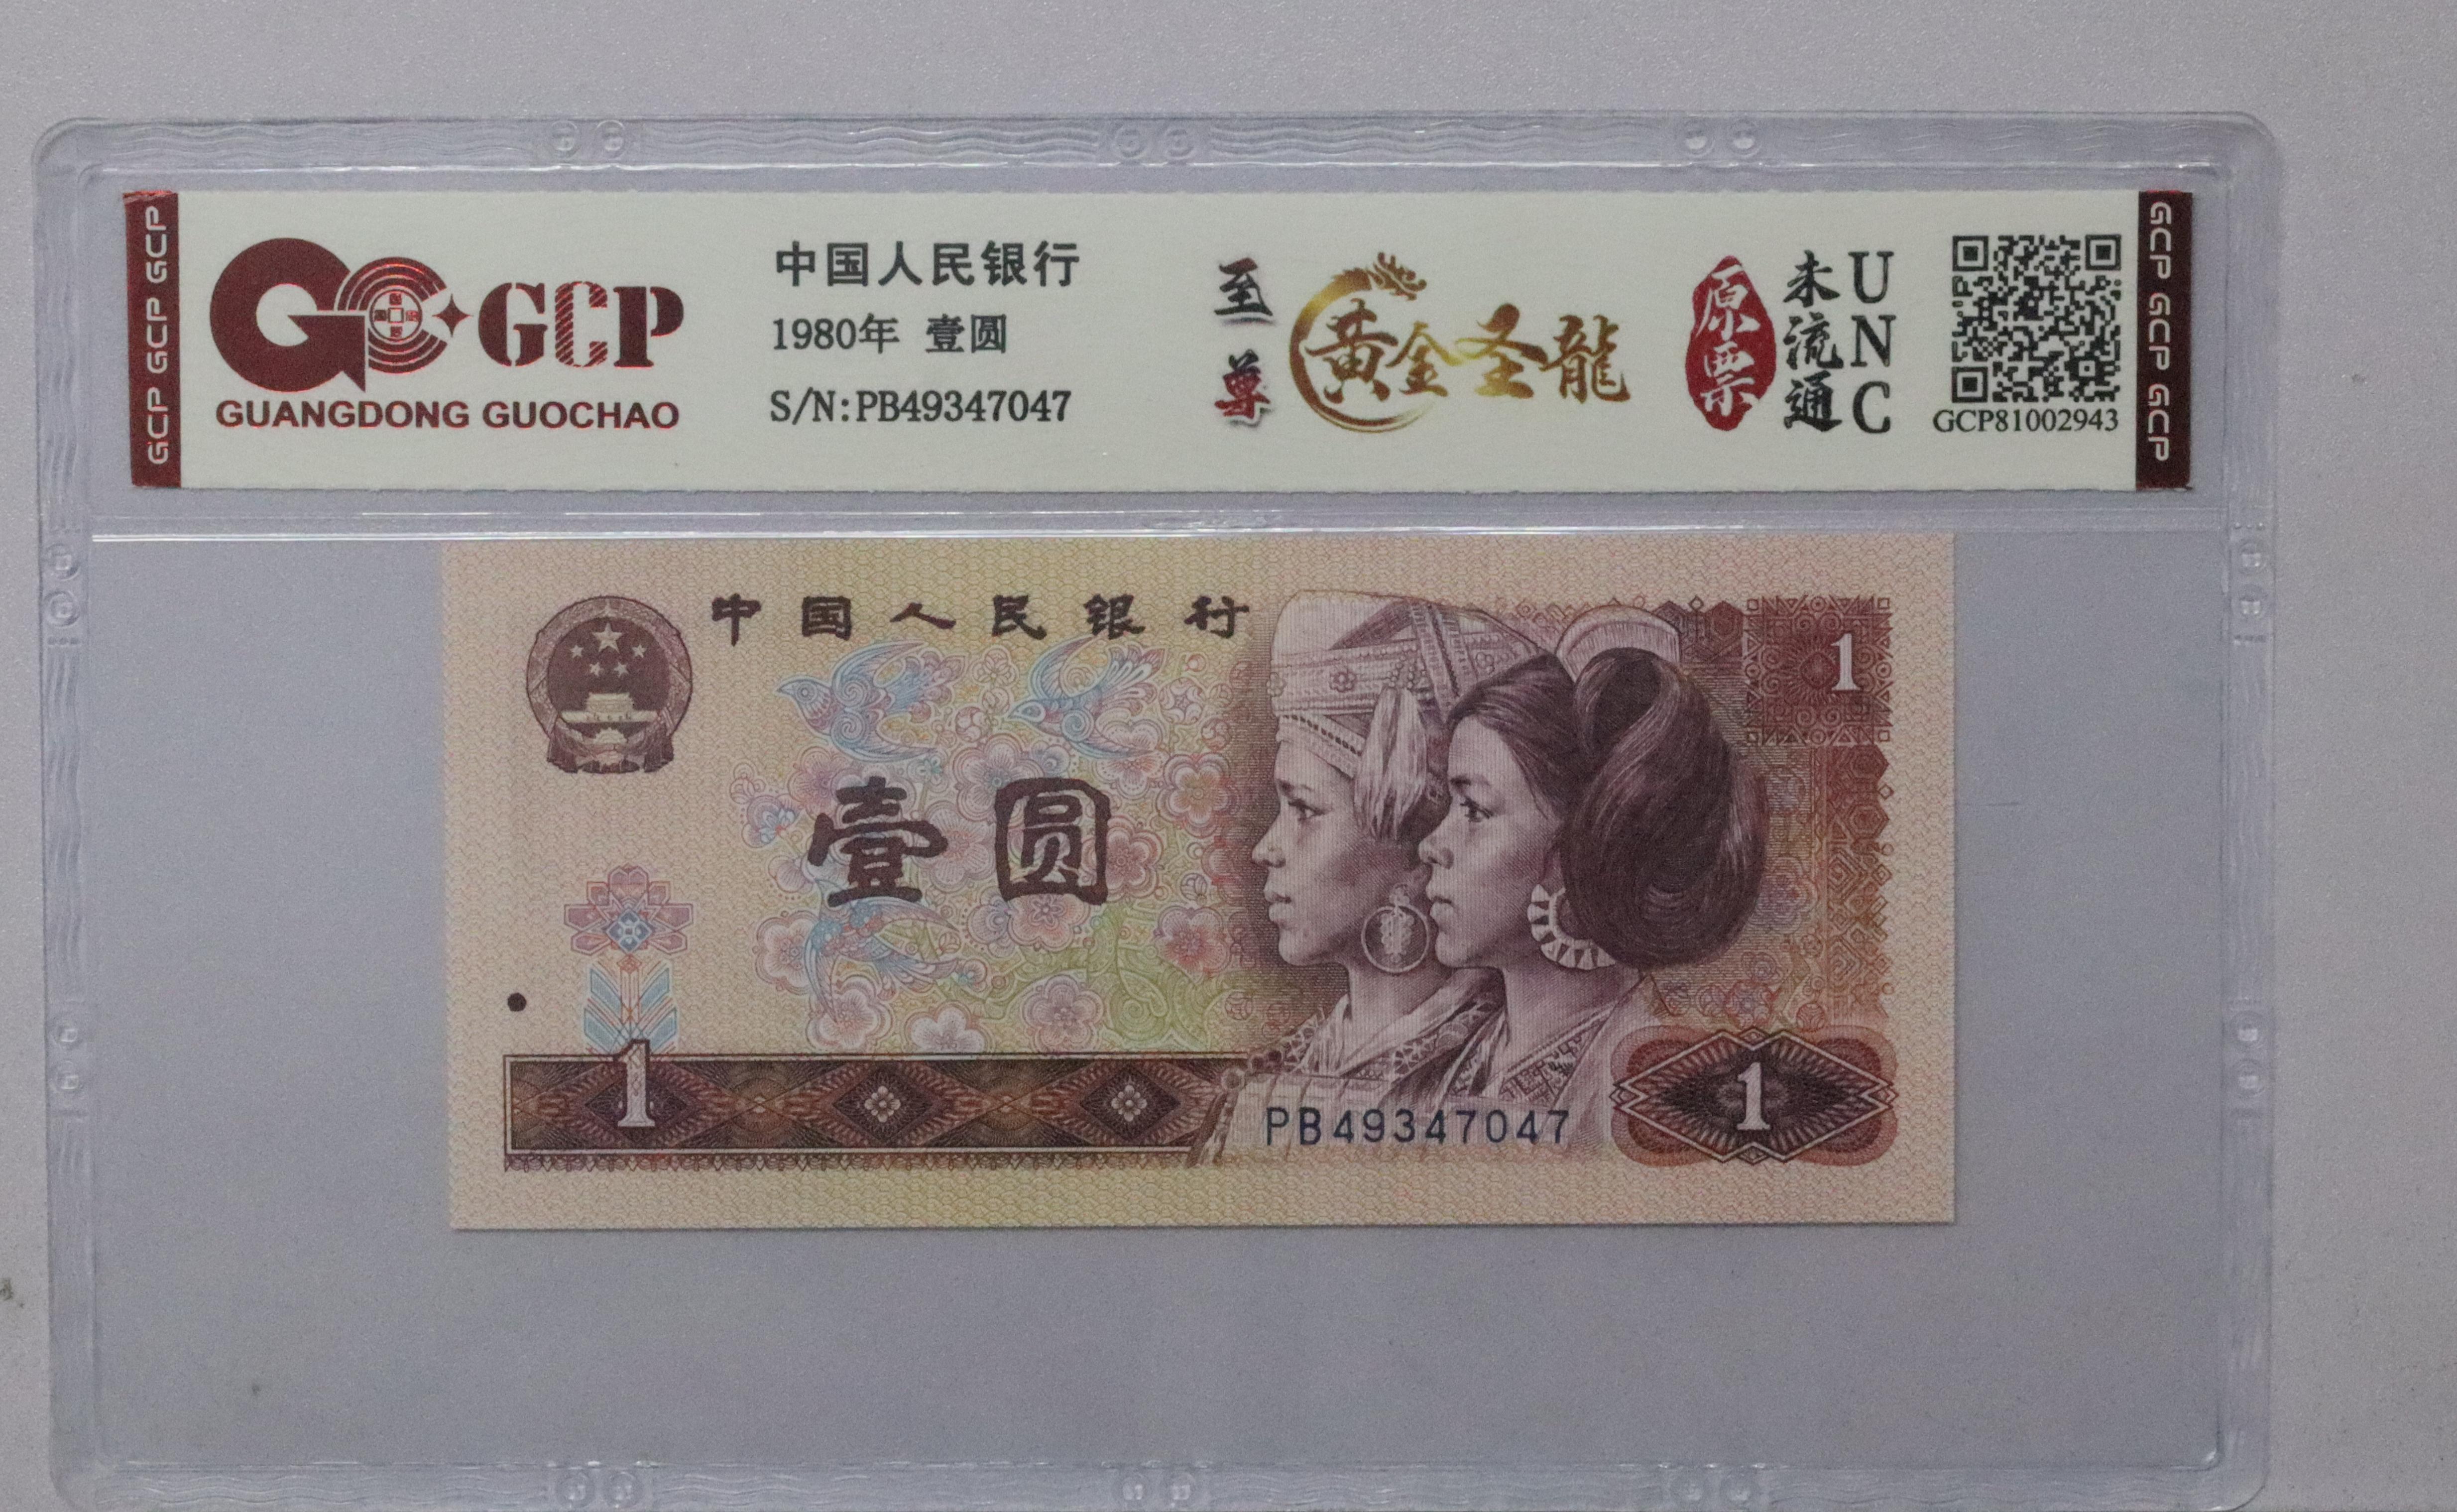 GCP GCP GCP
GCP
GUANGDONG GUOCHAO
中国人民银行
1980年 壹圆
S/N:PB49347047
至尊
黄金圣龍
原票
未流通
UNC
GCP81002943
GCP GCP GCP
中国人民银行
1
壹圆
1
PB49347047
1